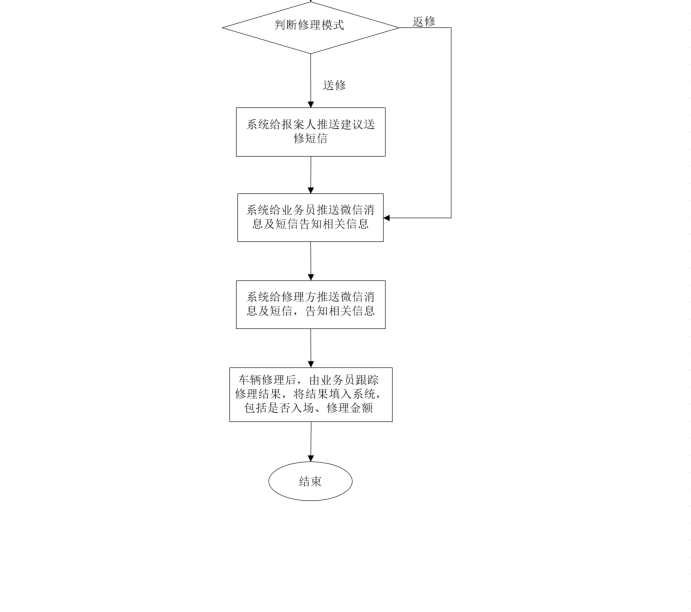 判断修理模式
返修
送修
系统给报案人推送建议送
修短信
系统给业务员推送微信消
息及短信告知相关信息
系统给修理方推送微信消
息及短信，告知相关信息
车辆修理后，由业务员跟踪
修理结果，将结果填入系统，
包括是否入场、修理金额
结束